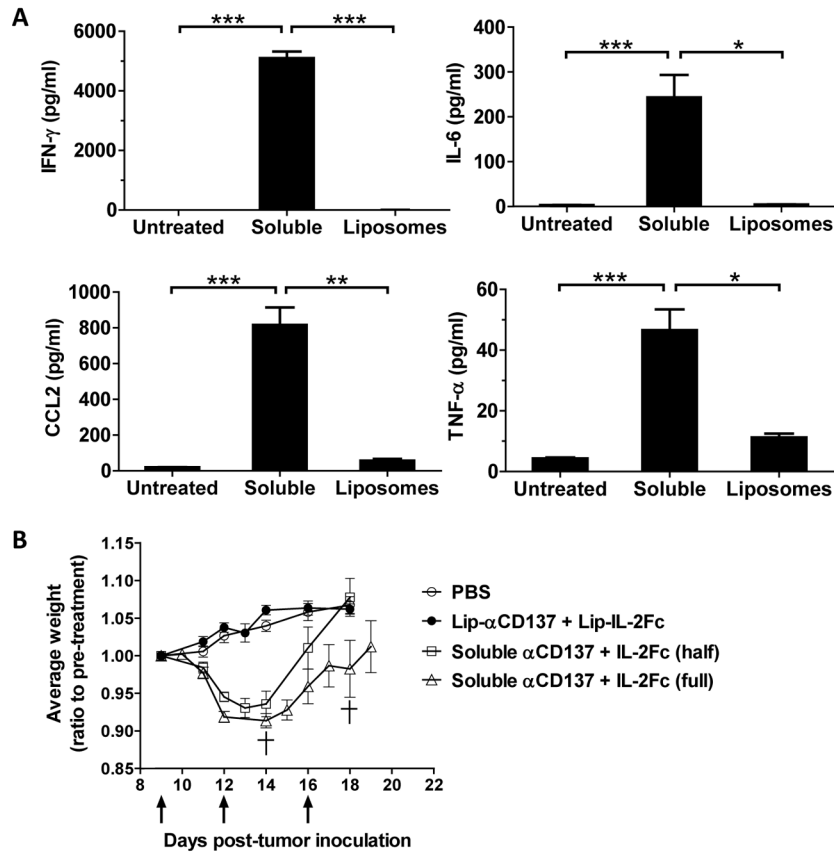 A
IFN-γ (pg/ml)
6000
4000
2000
0
*** ***
Untreated Soluble Liposomes
IL-6 (pg/ml)
400
300
200
100
0
*** *
Untreated Soluble Liposomes
CCL2 (pg/ml)
1000
800
600
400
200
0
*** **
Untreated Soluble Liposomes
TNF-α (pg/ml)
60
40
20
0
*** *
Untreated Soluble Liposomes
B
Average weight
(ratio to pre-treatment)
1.15
1.10
1.05
1.00
0.95
0.90
0.85
8 10 12 14 16 18 20 22
Days post-tumor inoculation
PBS
Lip-αCD137 + Lip-IL-2Fc
Soluble αCD137 + IL-2Fc (half)
Soluble αCD137 + IL-2Fc (full)
† †